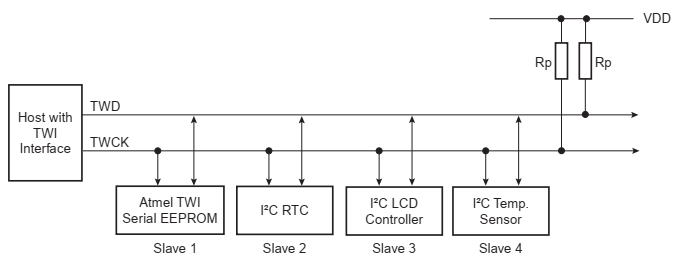 VDD
Rp
Rp
TWD
Host with
TWI
Interface
TWCK
Atmel TWI
Serial EEPROM
I²C RTC
I²C LCD
Controller
I²C Temp.
Sensor
Slave 1
Slave 2
Slave 3
Slave 4